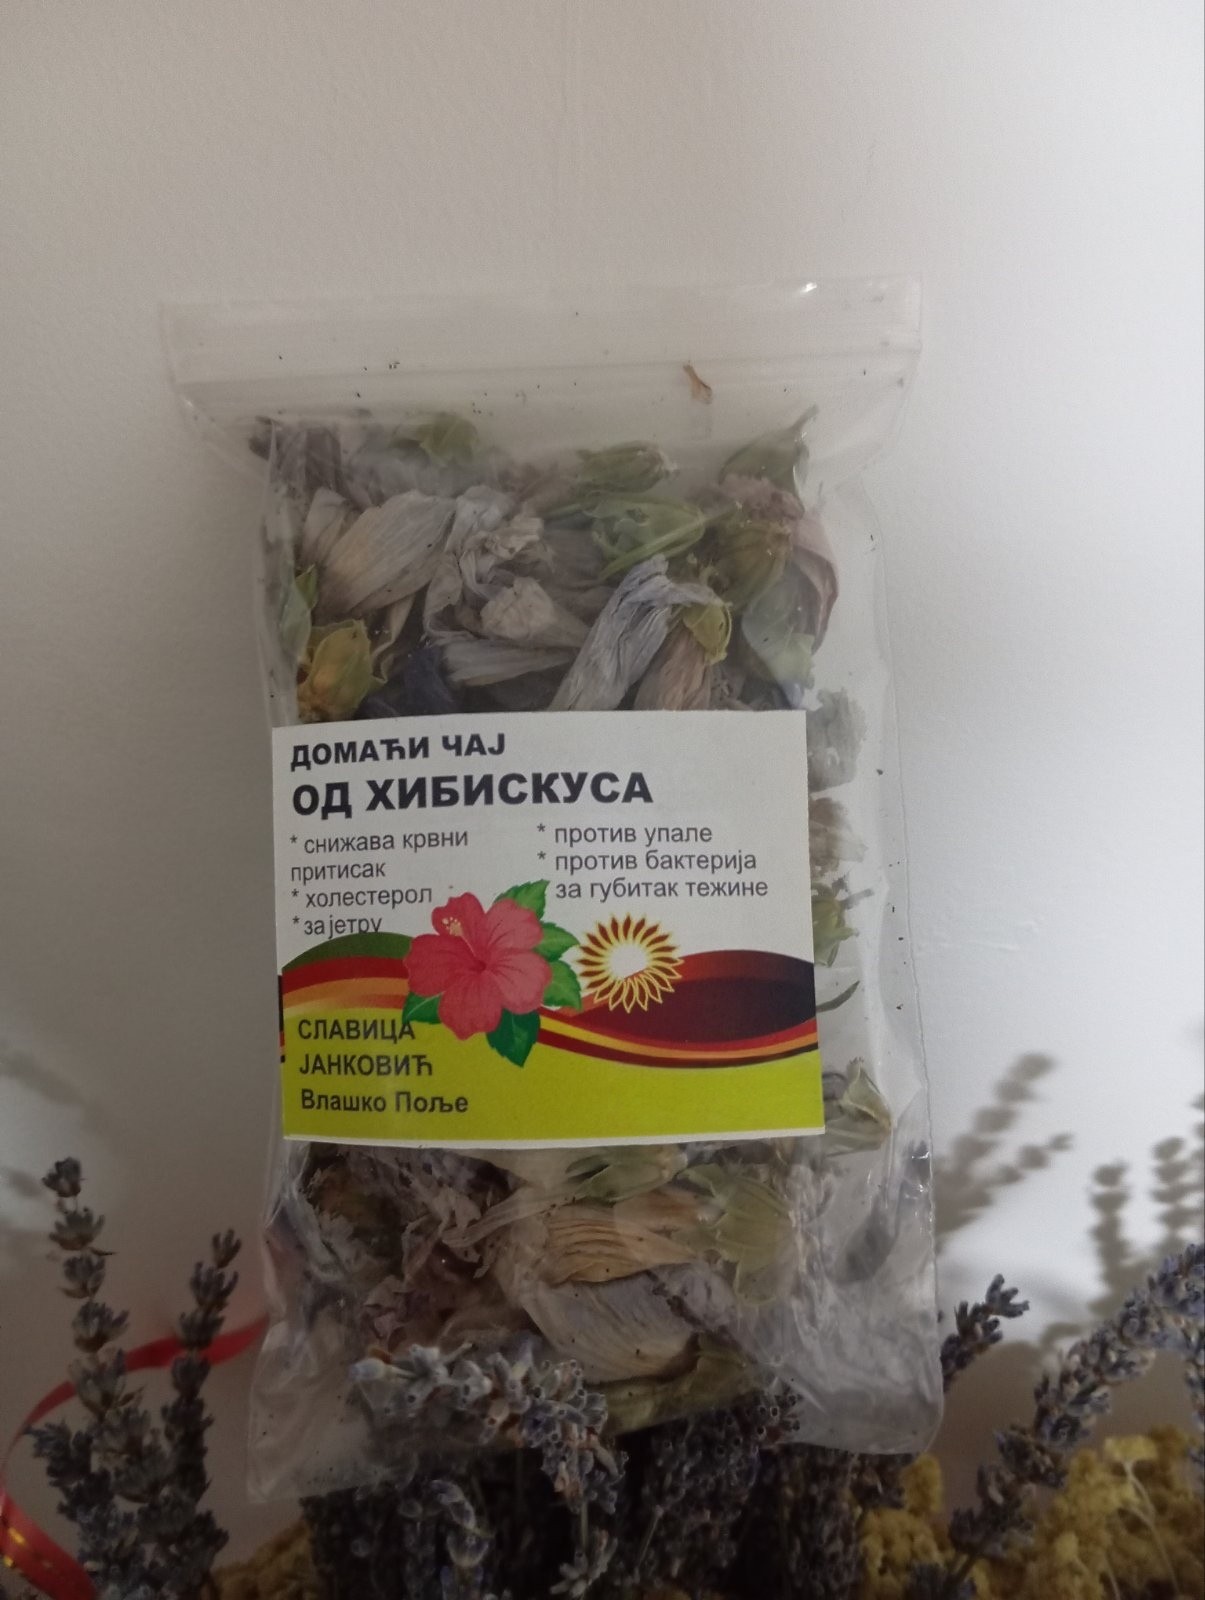 ДОМАЋИ ЧАЈ
ОД ХИБИСКУСА
* снижава крвни
притисак
* холестерол
* за јетру
* против упале
* против бактерија
за губитак тежине
СЛАВИЦА
ЈАНКОВИЋ
Влашко Поље